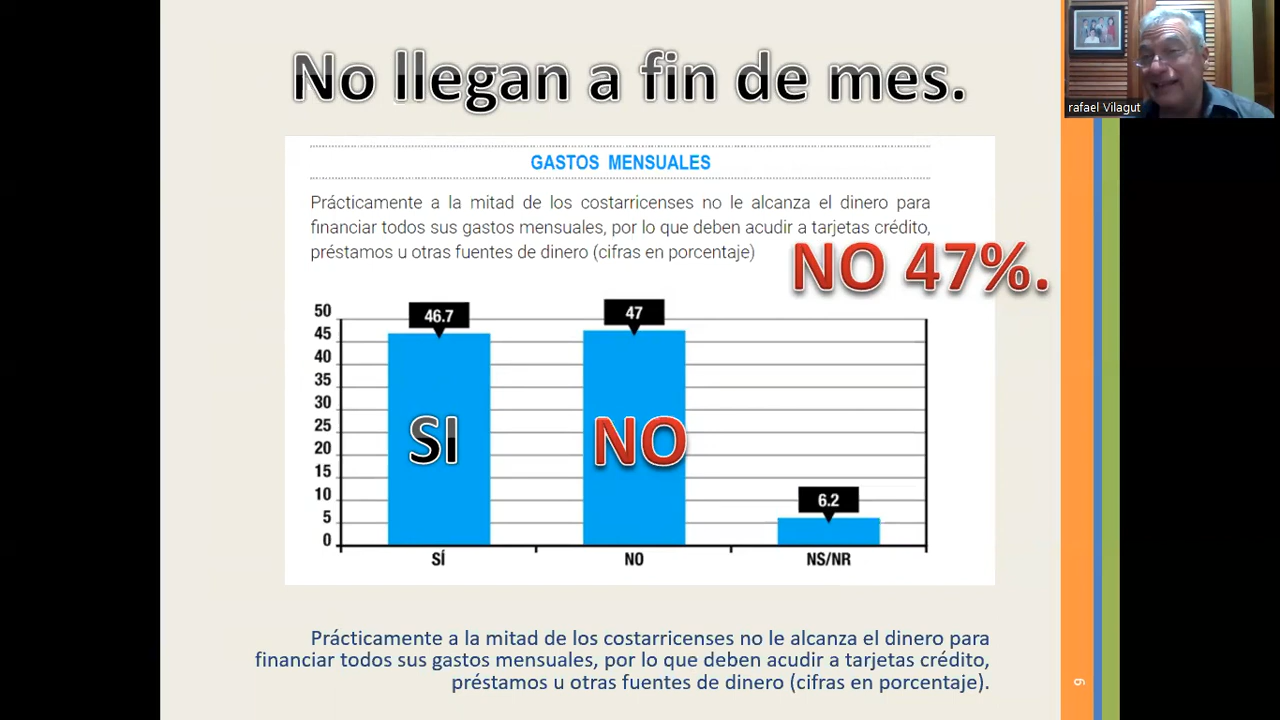 No llegan a fin de mes.
rafael Vilagut
GASTOS MENSUALES
Prácticamente a la mitad de los costarricenses no le alcanza el dinero para
financiar todos sus gastos mensuales, por lo que deben acudir a tarjetas crédito,
préstamos u otras fuentes de dinero (cifras en porcentaje)
NO 47%.
50
45
40
35
30
25
20
15
10
5
0
46.7
47
6.2
SI
NO
SÍ
NO
NS/NR
Prácticamente a la mitad de los costarricenses no le alcanza el dinero para
financiar todos sus gastos mensuales, por lo que deben acudir a tarjetas crédito,
préstamos u otras fuentes de dinero (cifras en porcentaje).
9